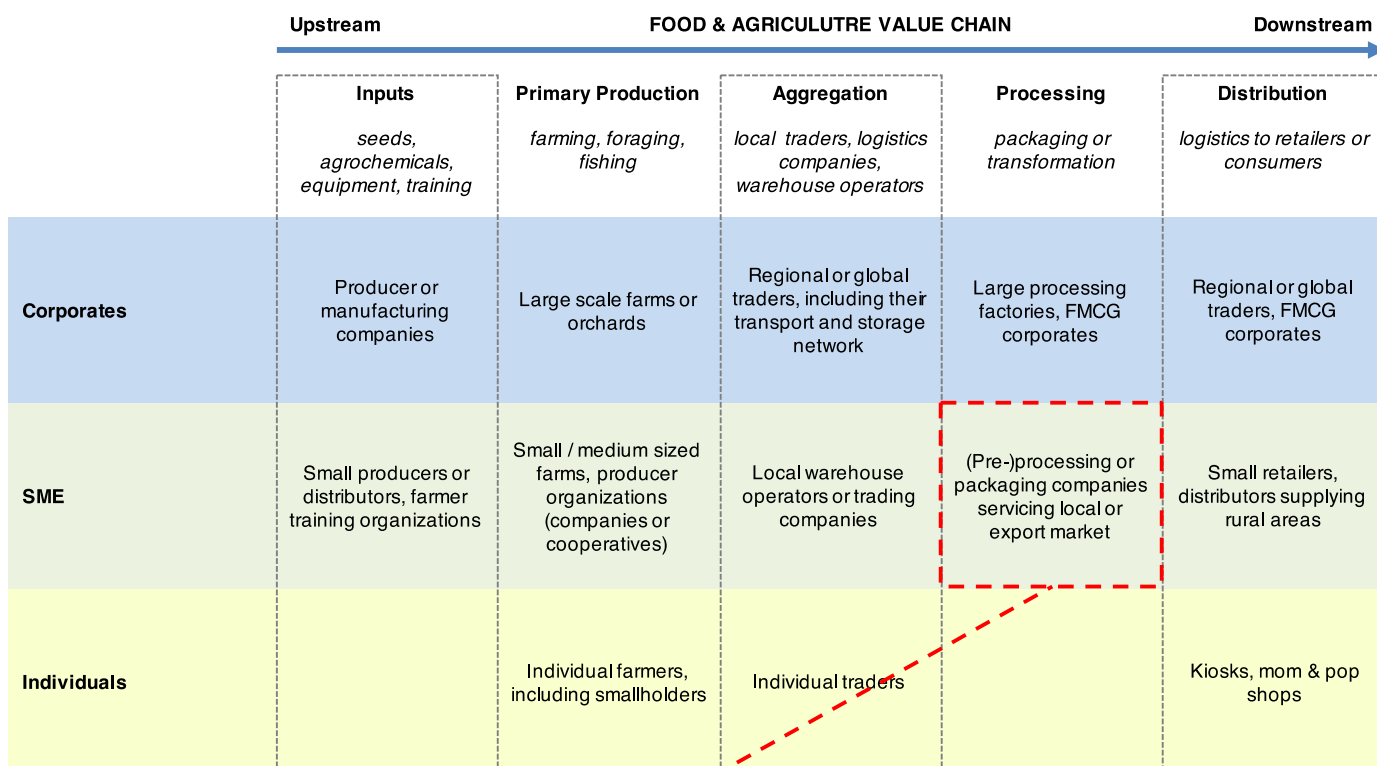 Upstream
FOOD & AGRICULUTRE VALUE CHAIN
Downstream
Inputs
seeds,
agrochemicals,
equipment, training
Primary Production
farming, foraging,
fishing
Aggregation
local traders, logistics
companies,
warehouse operators
Processing
packaging or
transformation
Distribution
logistics to retailers or
consumers
Corporates
Producer or
manufacturing
companies
Large scale farms or
orchards
Regional or global
traders, including their
transport and storage
network
Large processing
factories, FMCG
corporates
Regional or global
traders, FMCG
corporates
SME
Small producers or
distributors, farmer
training organizations
Small / medium sized
farms, producer
organizations
(companies or
cooperatives)
Local warehouse
operators or trading
companies
(Pre-)processing or
packaging companies
servicing local or
export market
Small retailers,
distributors supplying
rural areas
Individuals
Individual farmers,
including smallholders
Individual traders
Kiosks, mom & pop
shops